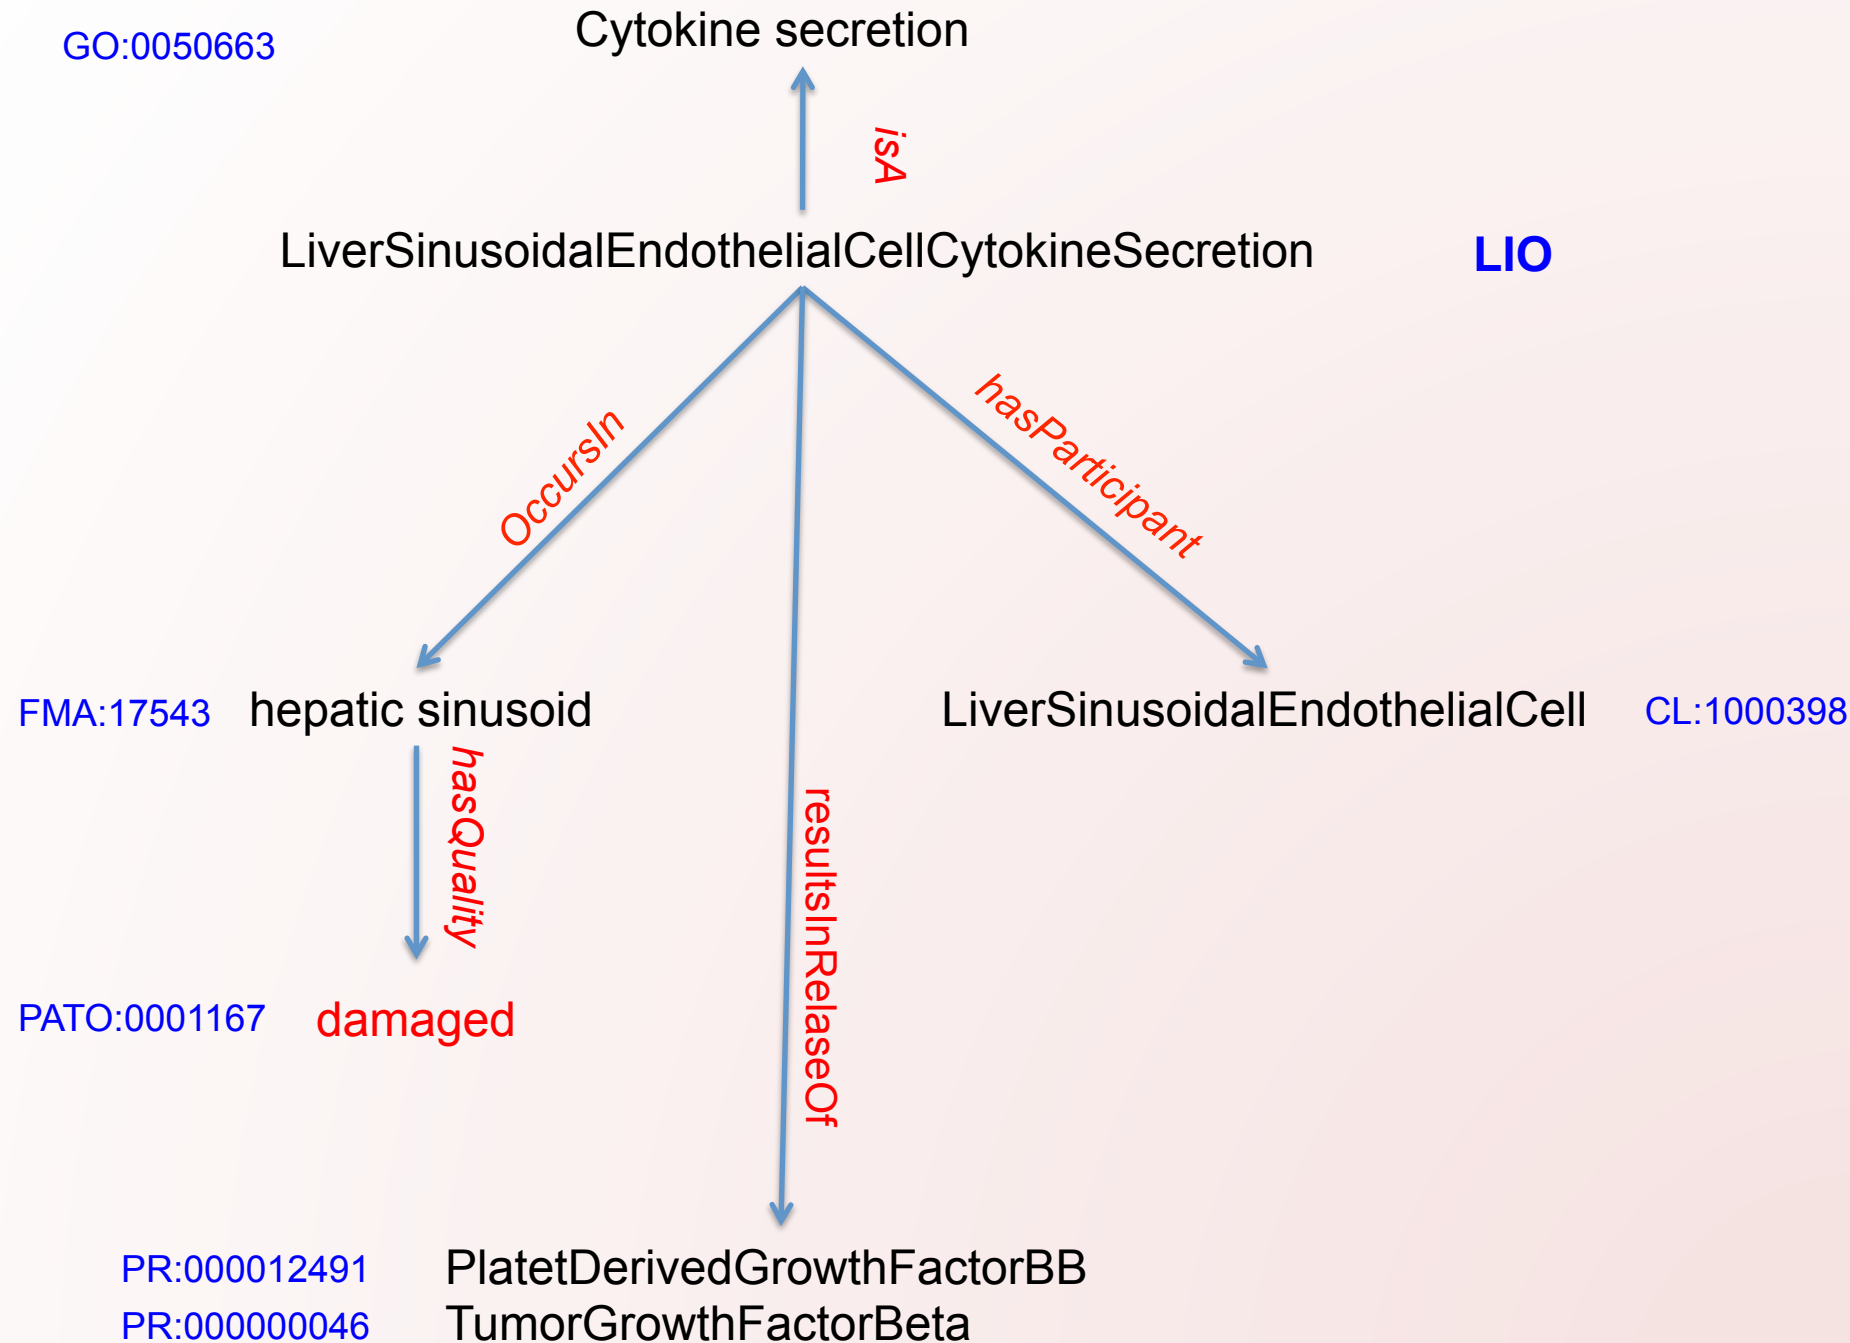 GO:0050663 Cytokine secretion
isA
LiverSinusoidalEndothelialCellCytokineSecretion LIO
OccursIn
hasParticipant
FMA:17543 hepatic sinusoid LiverSinusoidalEndothelialCell CL:1000398
hasQuality
resultsInRelaseOf
PATO:0001167 damaged
PR:000012491 PlatetDerivedGrowthFactorBB
PR:000000046 TumorGrowthFactorBeta